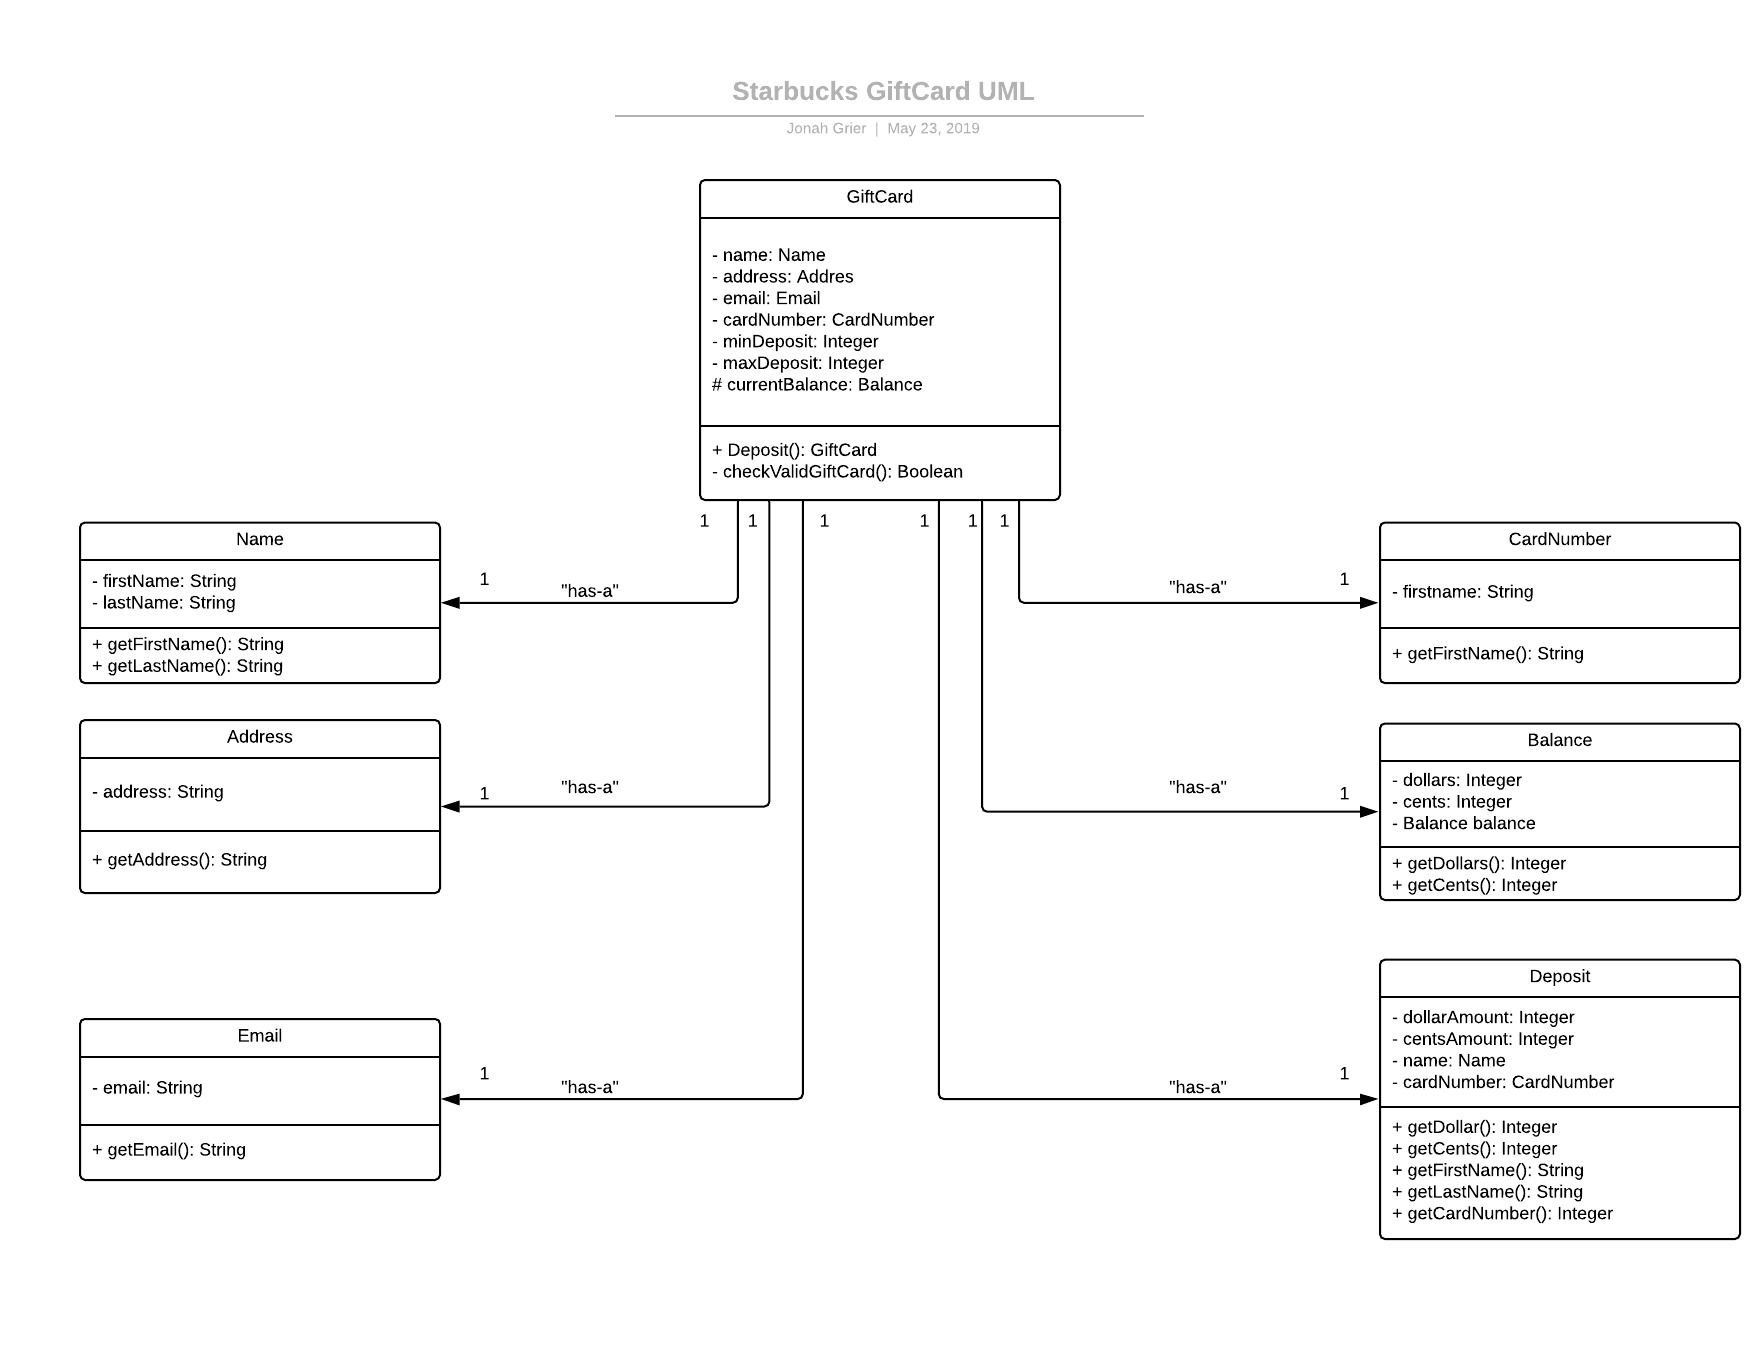 Starbucks GiftCard UML
Jonah Grier | May 23, 2019
GiftCard
- name: Name
- address: Addres
- email: Email
- cardNumber: CardNumber
- minDeposit: Integer
- maxDeposit: Integer
# currentBalance: Balance
+ Deposit(): GiftCard
- checkValidGiftCard(): Boolean
1 1 1 1 1 1
Name
- firstName: String
- lastName: String
+ getFirstName(): String
+ getLastName(): String
1 "has-a"
"has-a" 1
CardNumber
- firstname: String
+ getFirstName(): String
Address
- address: String
+ getAddress(): String
1 "has-a"
"has-a" 1
Balance
- dollars: Integer
- cents: Integer
- Balance balance
+ getDollars(): Integer
+ getCents(): Integer
Email
- email: String
+ getEmail(): String
1 "has-a"
"has-a" 1
Deposit
- dollarAmount: Integer
- centsAmount: Integer
- name: Name
- cardNumber: CardNumber
+ getDollar(): Integer
+ getCents(): Integer
+ getFirstName(): String
+ getLastName(): String
+ getCardNumber(): Integer